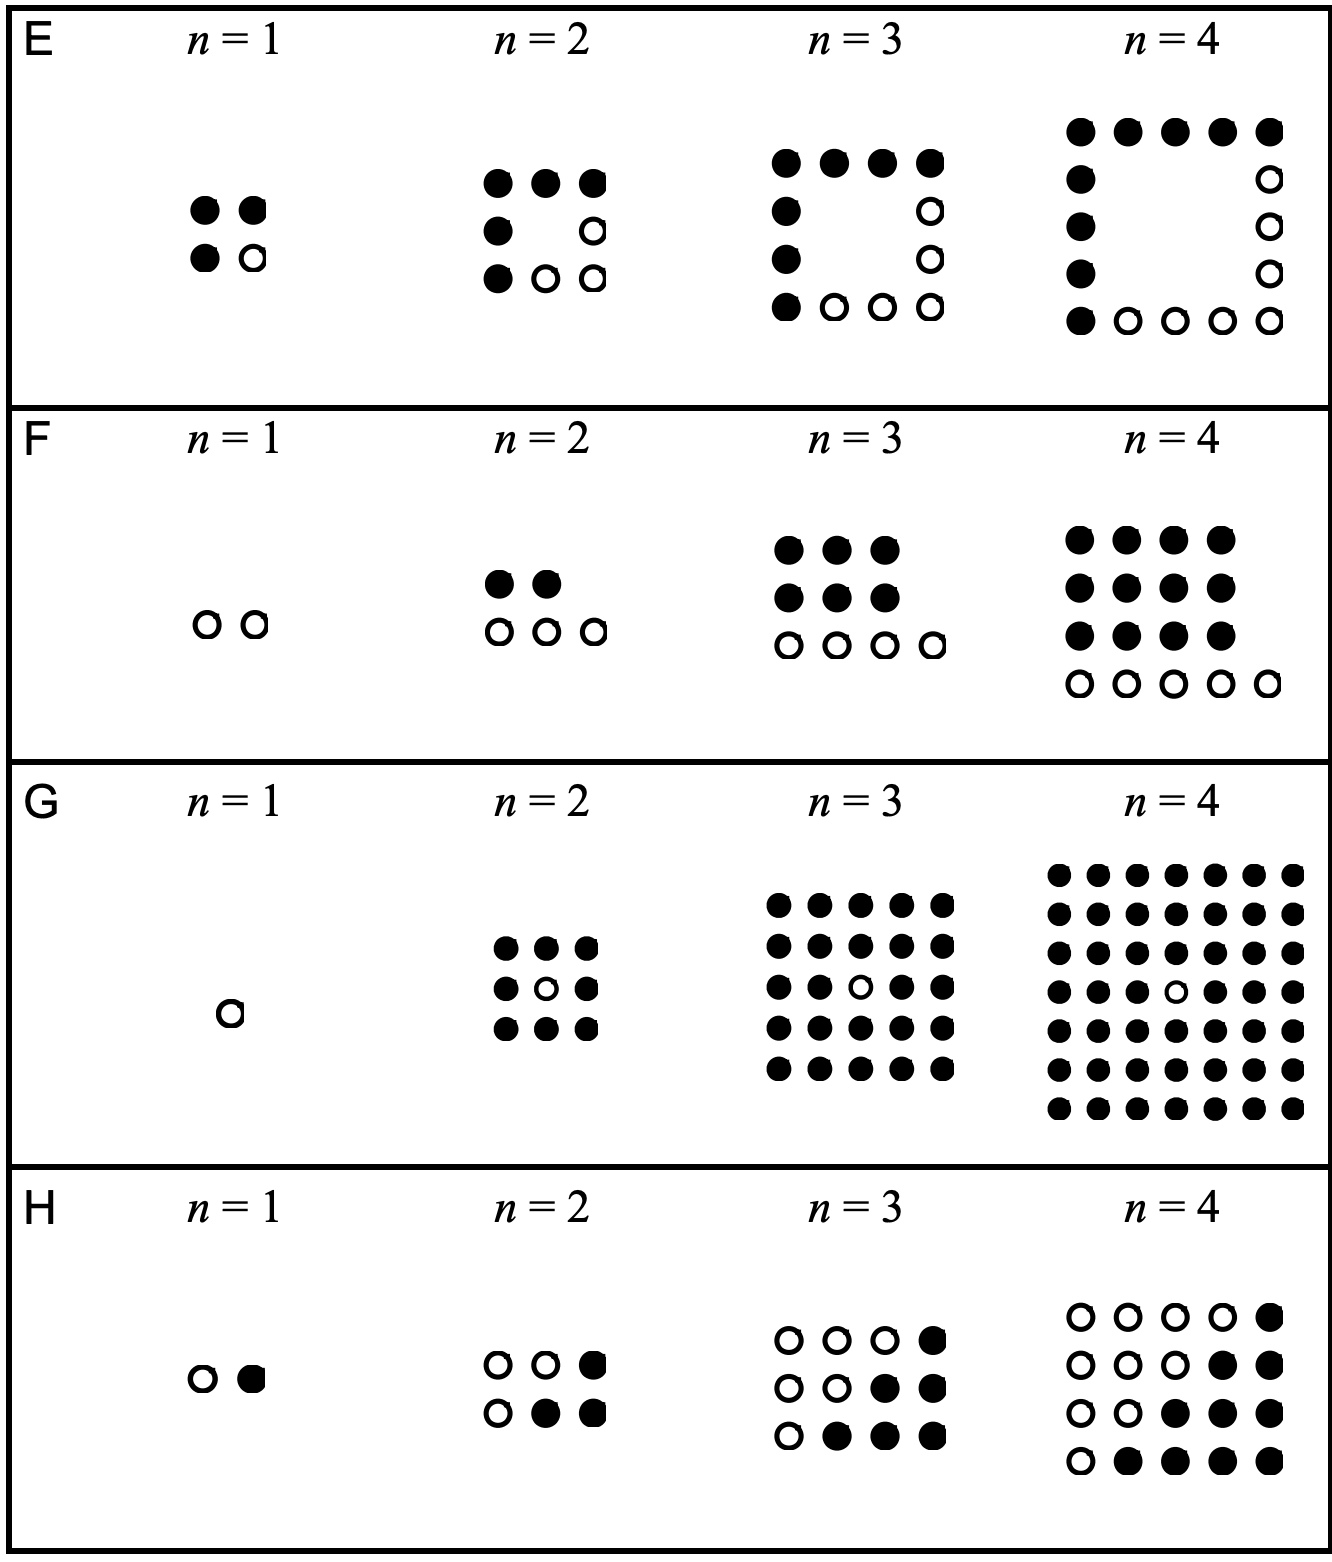 E n = 1 n = 2 n = 3 n = 4
F n = 1 n = 2 n = 3 n = 4
G n = 1 n = 2 n = 3 n = 4
H n = 1 n = 2 n = 3 n = 4